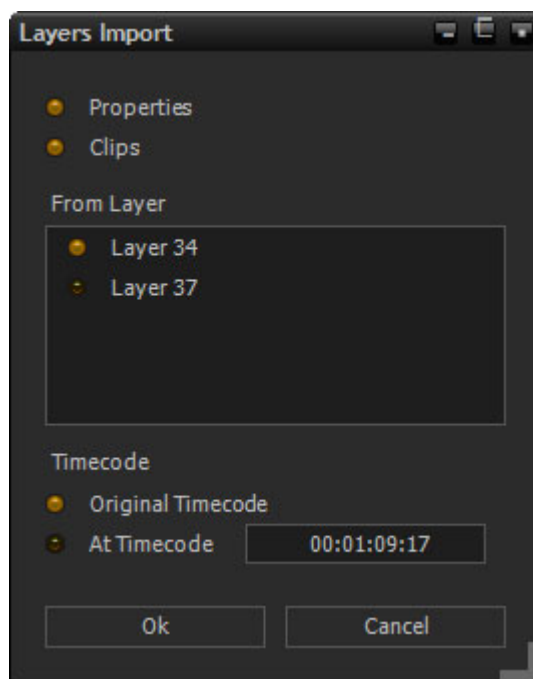 Layers Import
Properties
Clips
From Layer
Layer 34
Layer 37
Timecode
Original Timecode
At Timecode 00:01:09:17
Ok Cancel